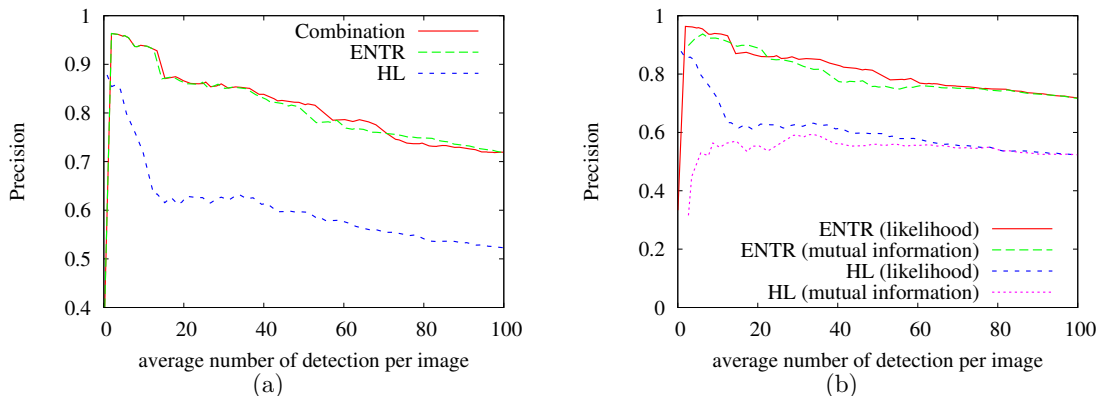 1
0.9
0.8
0.7
0.6
0.5
0.4
Precision
Combination
ENTR
HL
0 20 40 60 80 100
average number of detection per image
(a)
1
0.8
0.6
0.4
0.2
0
Precision
ENTR (likelihood)
ENTR (mutual information)
HL (likelihood)
HL (mutual information)
0 20 40 60 80 100
average number of detection per image
(b)